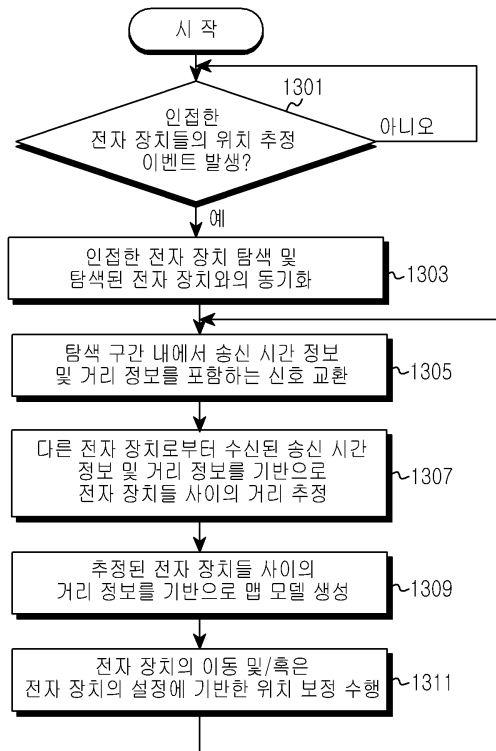 시 작
1301
인접한
전자 장치들의 위치 추정
이벤트 발생?
아니오
예
인접한 전자 장치 탐색 및
탐색된 전자 장치와의 동기화
1303
탐색 구간 내에서 송신 시간 정보
및 거리 정보를 포함하는 신호 교환
1305
다른 전자 장치로부터 수신된 송신 시간
정보 및 거리 정보를 기반으로
전자 장치들 사이의 거리 추정
1307
추정된 전자 장치들 사이의
거리 정보를 기반으로 맵 모델 생성
1309
전자 장치의 이동 및/혹은
전자 장치의 설정에 기반한 위치 보정 수행
1311